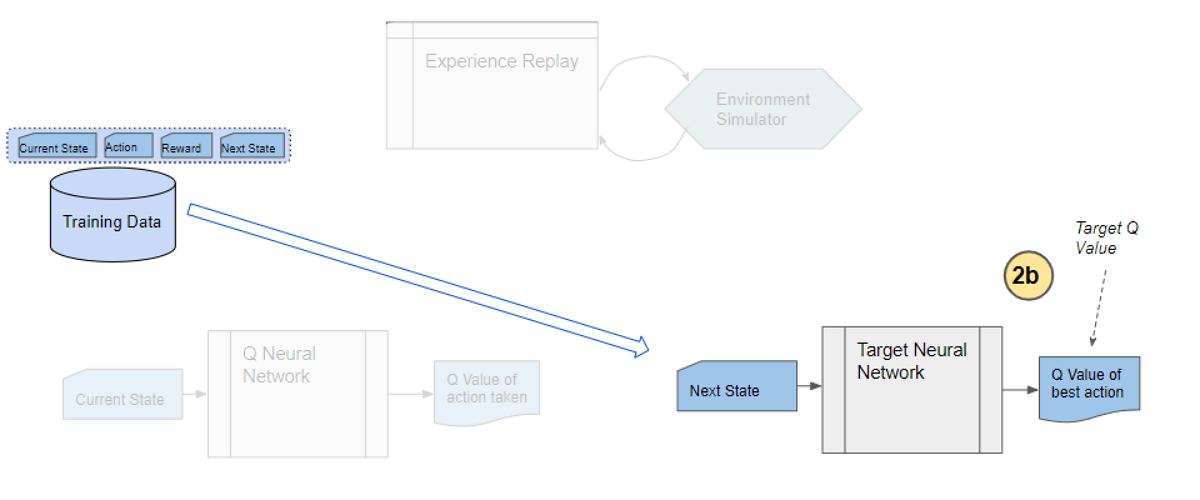 Experience Replay
Environment
Simulator
Current State
Action
Reward
Next State
Training Data
Target Q
Value
2b
Q Neural
Network
Current State
Q Value of
action taken
Next State
Target Neural
Network
Q Value of
best action